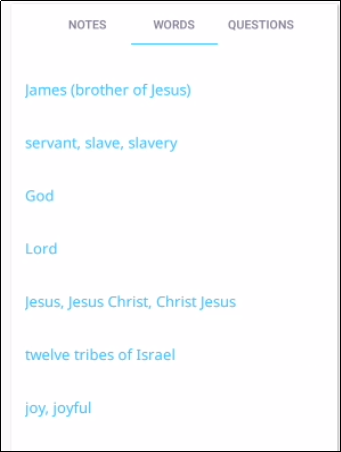 NOTES WORDS QUESTIONS
James (brother of Jesus)
servant, slave, slavery
God
Lord
Jesus, Jesus Christ, Christ Jesus
twelve tribes of Israel
joy, joyful